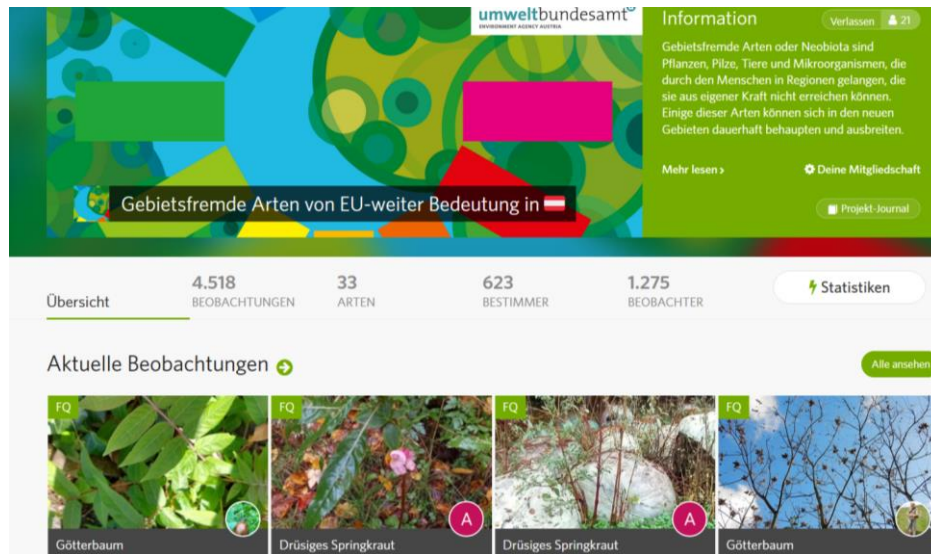 umweltbundesamt
ENVIRONMENT AGENCY AUSTRIA
Gebietsfremde Arten von EU-weiter Bedeutung in
Information
Verlassen 21
Gebietsfremde Arten oder Neobiota sind
Pflanzen, Pilze, Tiere und Mikroorganismen, die
durch den Menschen in Regionen gelangen, die
sie aus eigener Kraft nicht erreichen können.
Einige dieser Arten können sich in den neuen
Gebieten dauerhaft behaupten und ausbreiten.
Mehr lesen › Deine Mitgliedschaft
Projekt-Journal
Übersicht
4.518
BEOBACHTUNGEN
33
ARTEN
623
BESTIMMER
1.275
BEOBACHTER
Statistiken
Aktuelle Beobachtungen
Alle ansehen
FQ
Götterbaum
FQ
A
Drüsiges Springkraut
FQ
A
Drüsiges Springkraut
FQ
Götterbaum